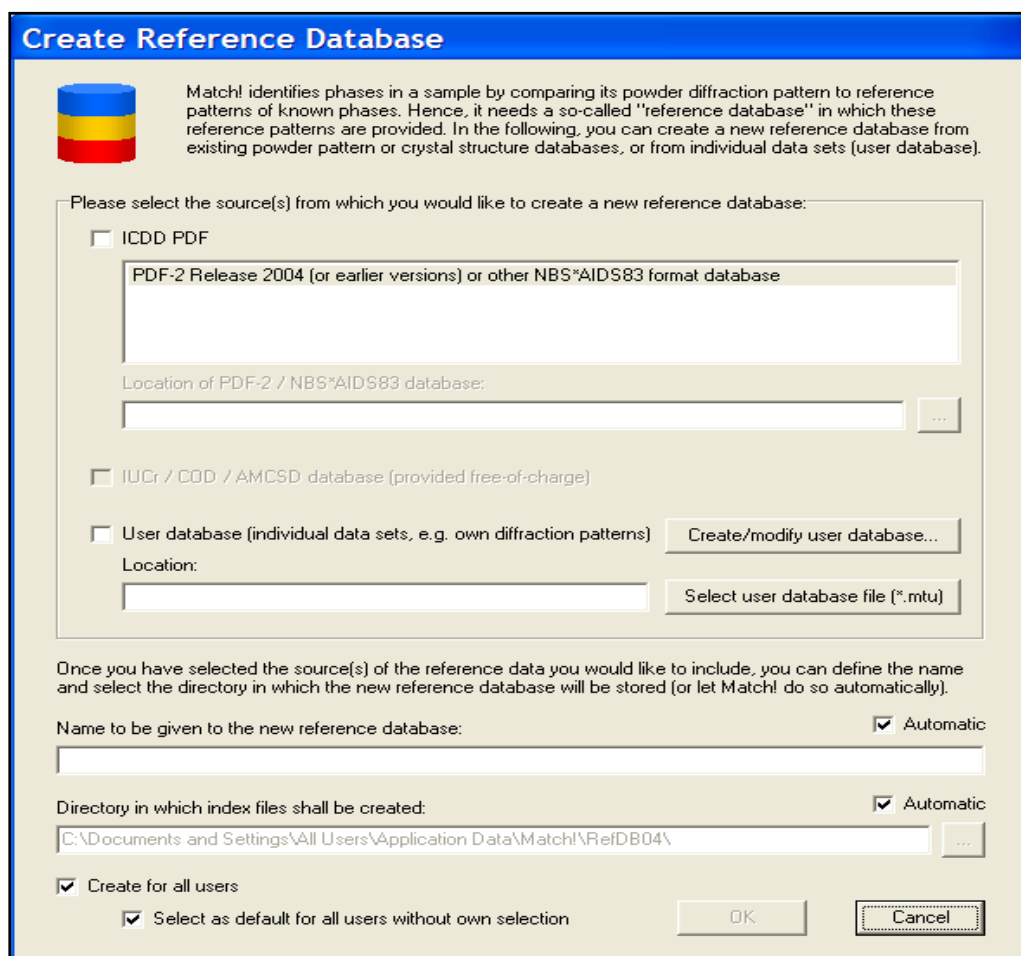 Create Reference Database
Match! identifies phases in a sample by comparing its powder diffraction pattern to reference
patterns of known phases. Hence, it needs a so-called "reference database" in which these
reference patterns are provided. In the following, you can create a new reference database from
existing powder pattern or crystal structure databases, or from individual data sets (user database).
Please select the source(s) from which you would like to create a new reference database:
ICDD PDF
PDF-2 Release 2004 (or earlier versions) or other NBS*AIDS83 format database
Location of PDF-2 / NBS*AIDS83 database:
...
IUCr / COD / AMCSD database (provided free-of-charge)
User database (individual data sets, e.g. own diffraction patterns)
Create/modify user database...
Location:
Select user database file (*.mtu)
Once you have selected the source(s) of the reference data you would like to include, you can define the name
and select the directory in which the new reference database will be stored (or let Match! do so automatically).
Name to be given to the new reference database:
Automatic
Directory in which index files shall be created:
Automatic
C:\Documents and Settings\All Users\Application Data\Match!\RefDB04\
...
Create for all users
Select as default for all users without own selection
OK
Cancel